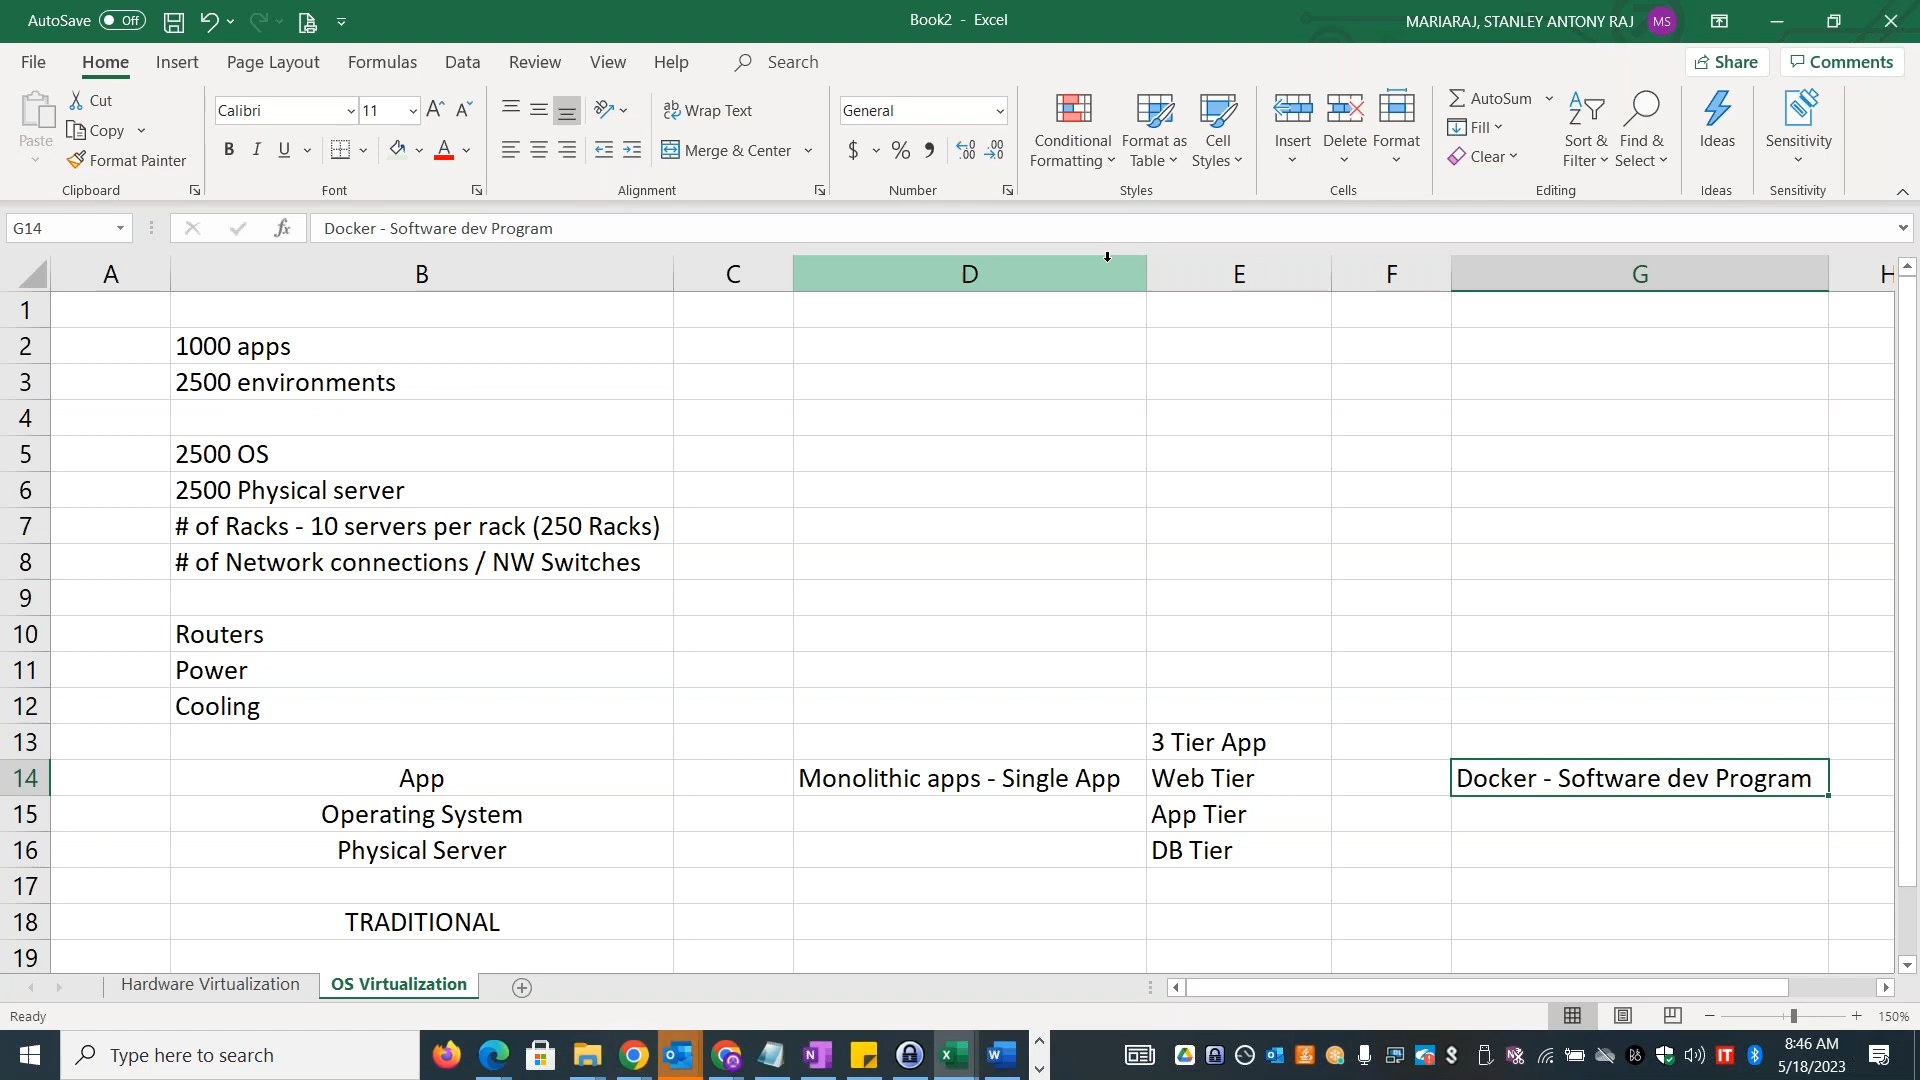 AutoSave Off
Book2 - Excel
MARIARAJ, STANLEY ANTONY RAJ MS
File Home Insert Page Layout Formulas Data Review View Help Search
Share Comments
Paste
Cut
Copy
Format Painter
Clipboard
Calibri 11
B I U
Font
Wrap Text
Merge & Center
Alignment
General
$ % 9
Number
Conditional Formatting
Format as Table
Cell Styles
Styles
Insert Delete Format
Cells
AutoSum
Fill
Clear
Sort & Filter
Find & Select
Editing
Ideas
Ideas
Sensitivity
Sensitivity
G14
fx
Docker - Software dev Program
A B C D E F G H
1
2 1000 apps
3 2500 environments
4
5 2500 OS
6 2500 Physical server
7 # of Racks - 10 servers per rack (250 Racks)
8 # of Network connections / NW Switches
9
10 Routers
11 Power
12 Cooling
13 3 Tier App
14 App Monolithic apps - Single App Web Tier Docker - Software dev Program
15 Operating System App Tier
16 Physical Server DB Tier
17
18 TRADITIONAL
19
Hardware Virtualization OS Virtualization
Ready
150%
Type here to search
8:46 AM
5/18/2023